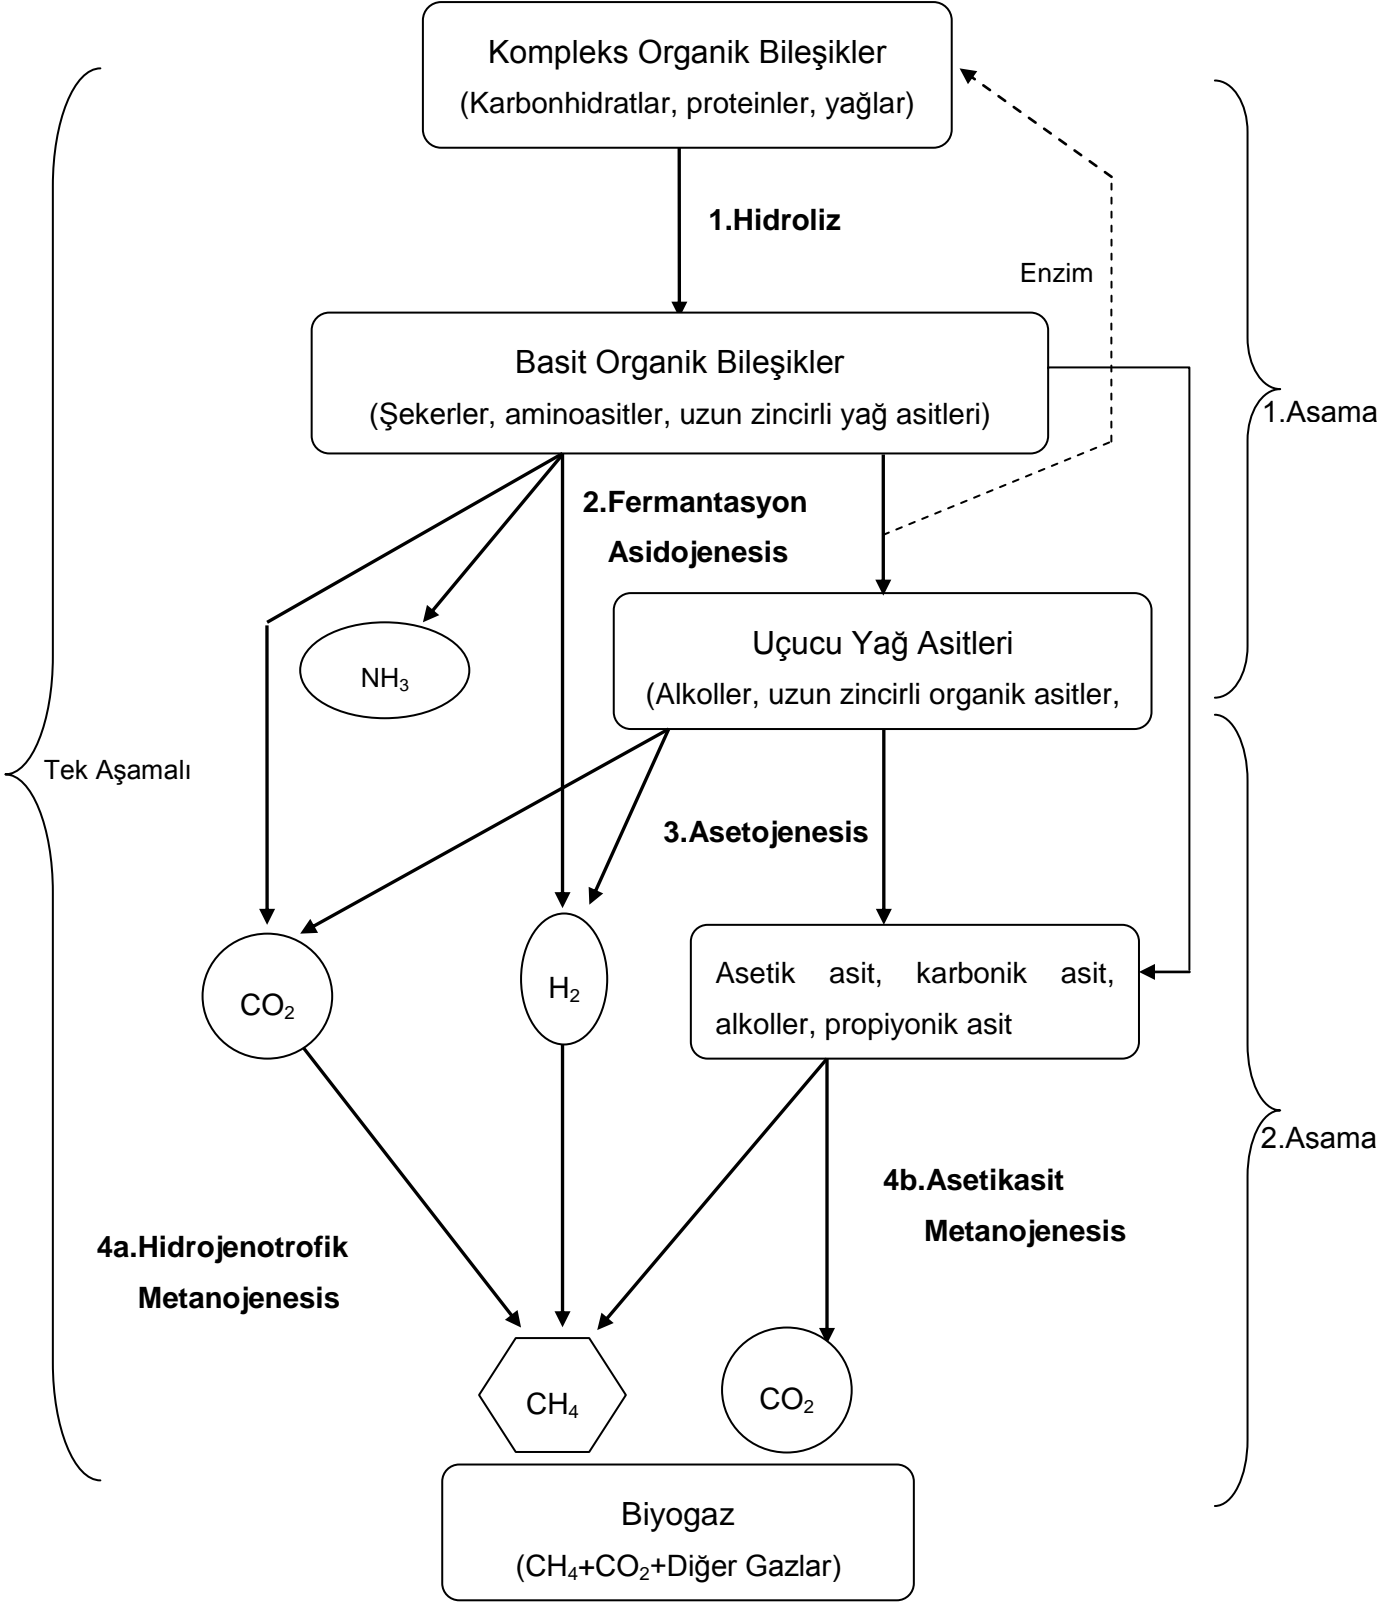 Kompleks Organik Bileşikler
(Karbonhidratlar, proteinler, yağlar)
1.Hidroliz
Enzim
Basit Organik Bileşikler
(Şekerler, aminoasitler, uzun zincirli yağ asitleri)
1.Asama
2.Fermantasyon
Asidojenesis
Uçucu Yağ Asitleri
(Alkoller, uzun zincirli organik asitler,
NH₃
Tek Aşamalı
3.Asetojenesis
Asetik asit, karbonik asit,
alkoller, propiyonik asit
H₂
CO₂
2.Asama
4b.Asetikasit
Metanojenesis
4a.Hidrojenotrofik
Metanojenesis
CH₄
CO₂
Biyogaz
(CH₄+CO₂+Diğer Gazlar)